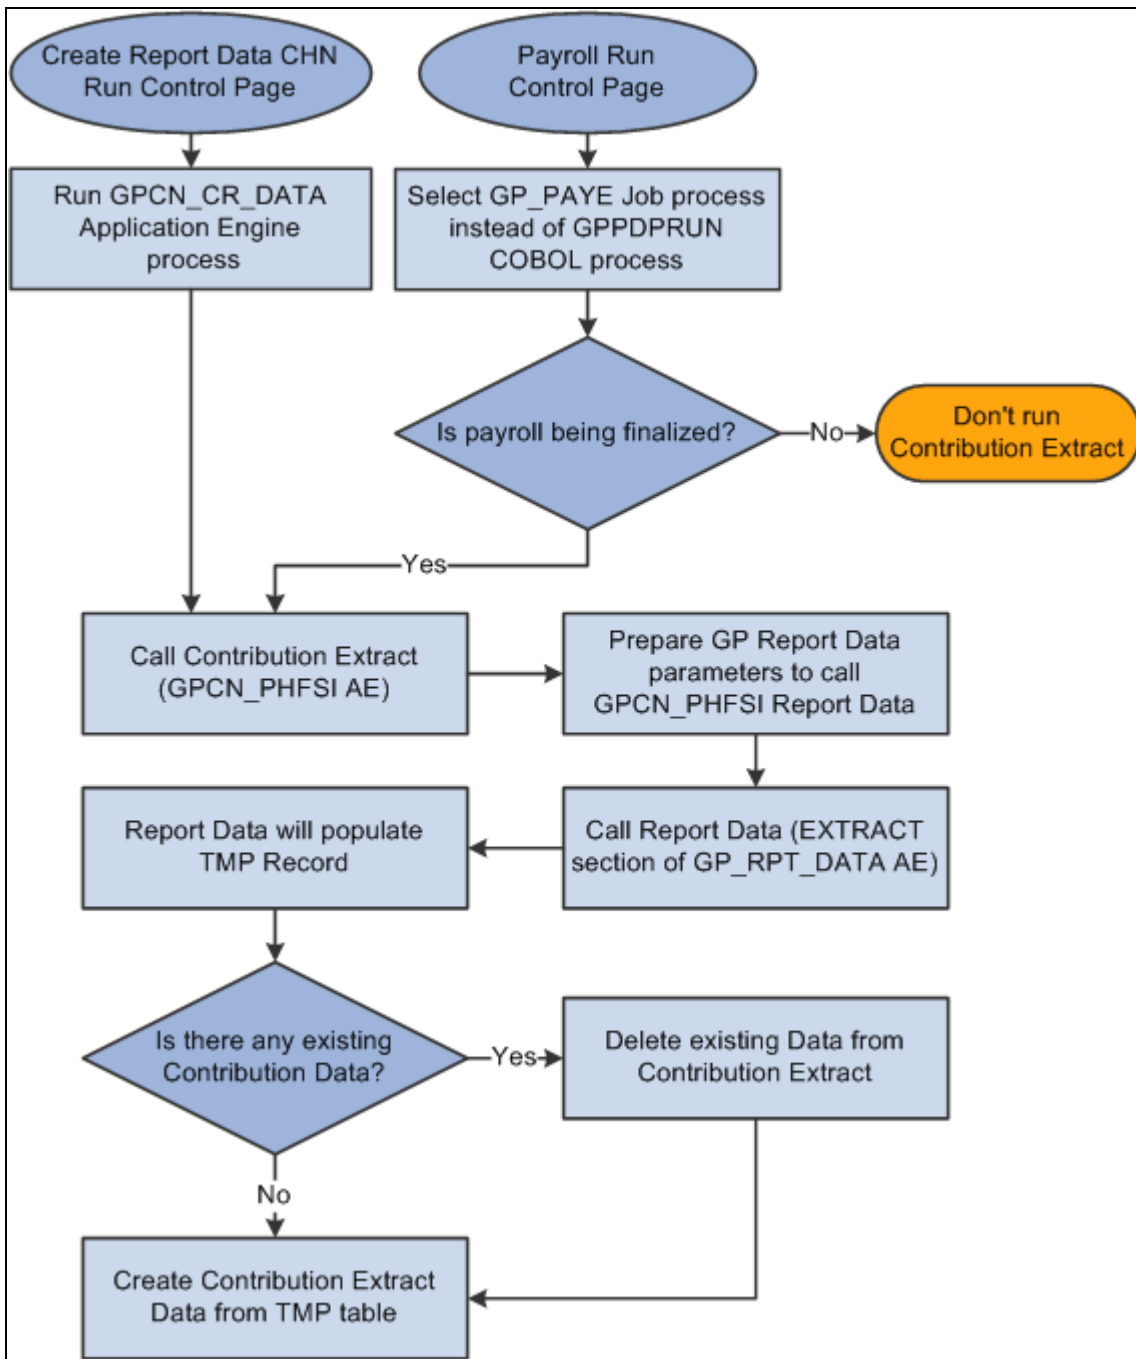 Create Report Data CHN
Run Control Page
Payroll Run
Control Page
Run GPCN_CR_DATA
Application Engine
process
Select GP_PAYE Job process
instead of GPPDPRUN
COBOL process
Is payroll being finalized?
No
Don't run
Contribution Extract
Yes
Call Contribution Extract
(GPCN_PHFSI AE)
Prepare GP Report Data
parameters to call
GPCN_PHFSI Report Data
Report Data will populate
TMP Record
Call Report Data (EXTRACT
section of GP_RPT_DATA AE)
Is there any existing
Contribution Data?
Yes
Delete existing Data from
Contribution Extract
No
Create Contribution Extract
Data from TMP table